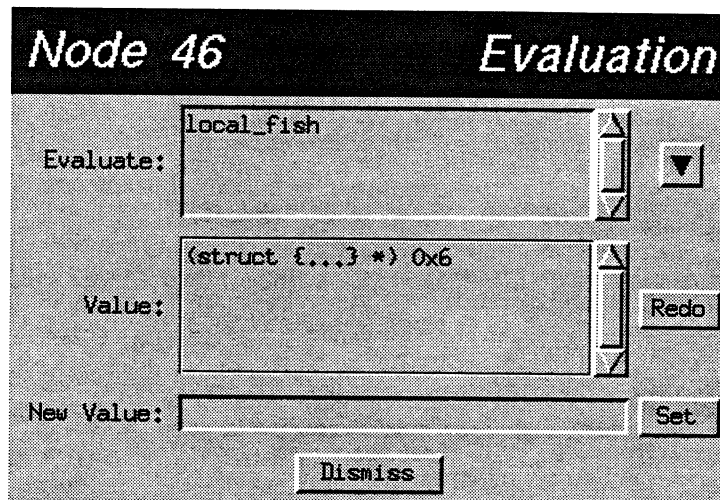 Node 46 Evaluation
local_fish
Evaluate:
(struct {...} *) 0x6
Value:
Redo
New Value:
Set
Dismiss